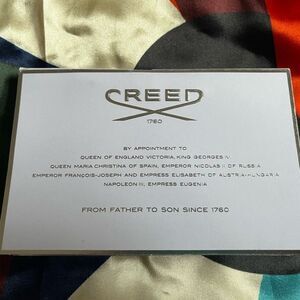 CREED
1760
BY APPOINTMENT TO
QUEEN OF ENGLAND VICTORIA, KING GEORGES IV
QUEEN MARIA CHRISTINA OF SPAIN, EMPEROR NICOLAS II OF RUSSIA
EMPEROR FRANÇOIS-JOSEPH AND EMPRESS ELISABETH OF AUSTRIA-HUNGARIA
NAPOLEON III, EMPRESS EUGENIA
FROM FATHER TO SON SINCE 1760